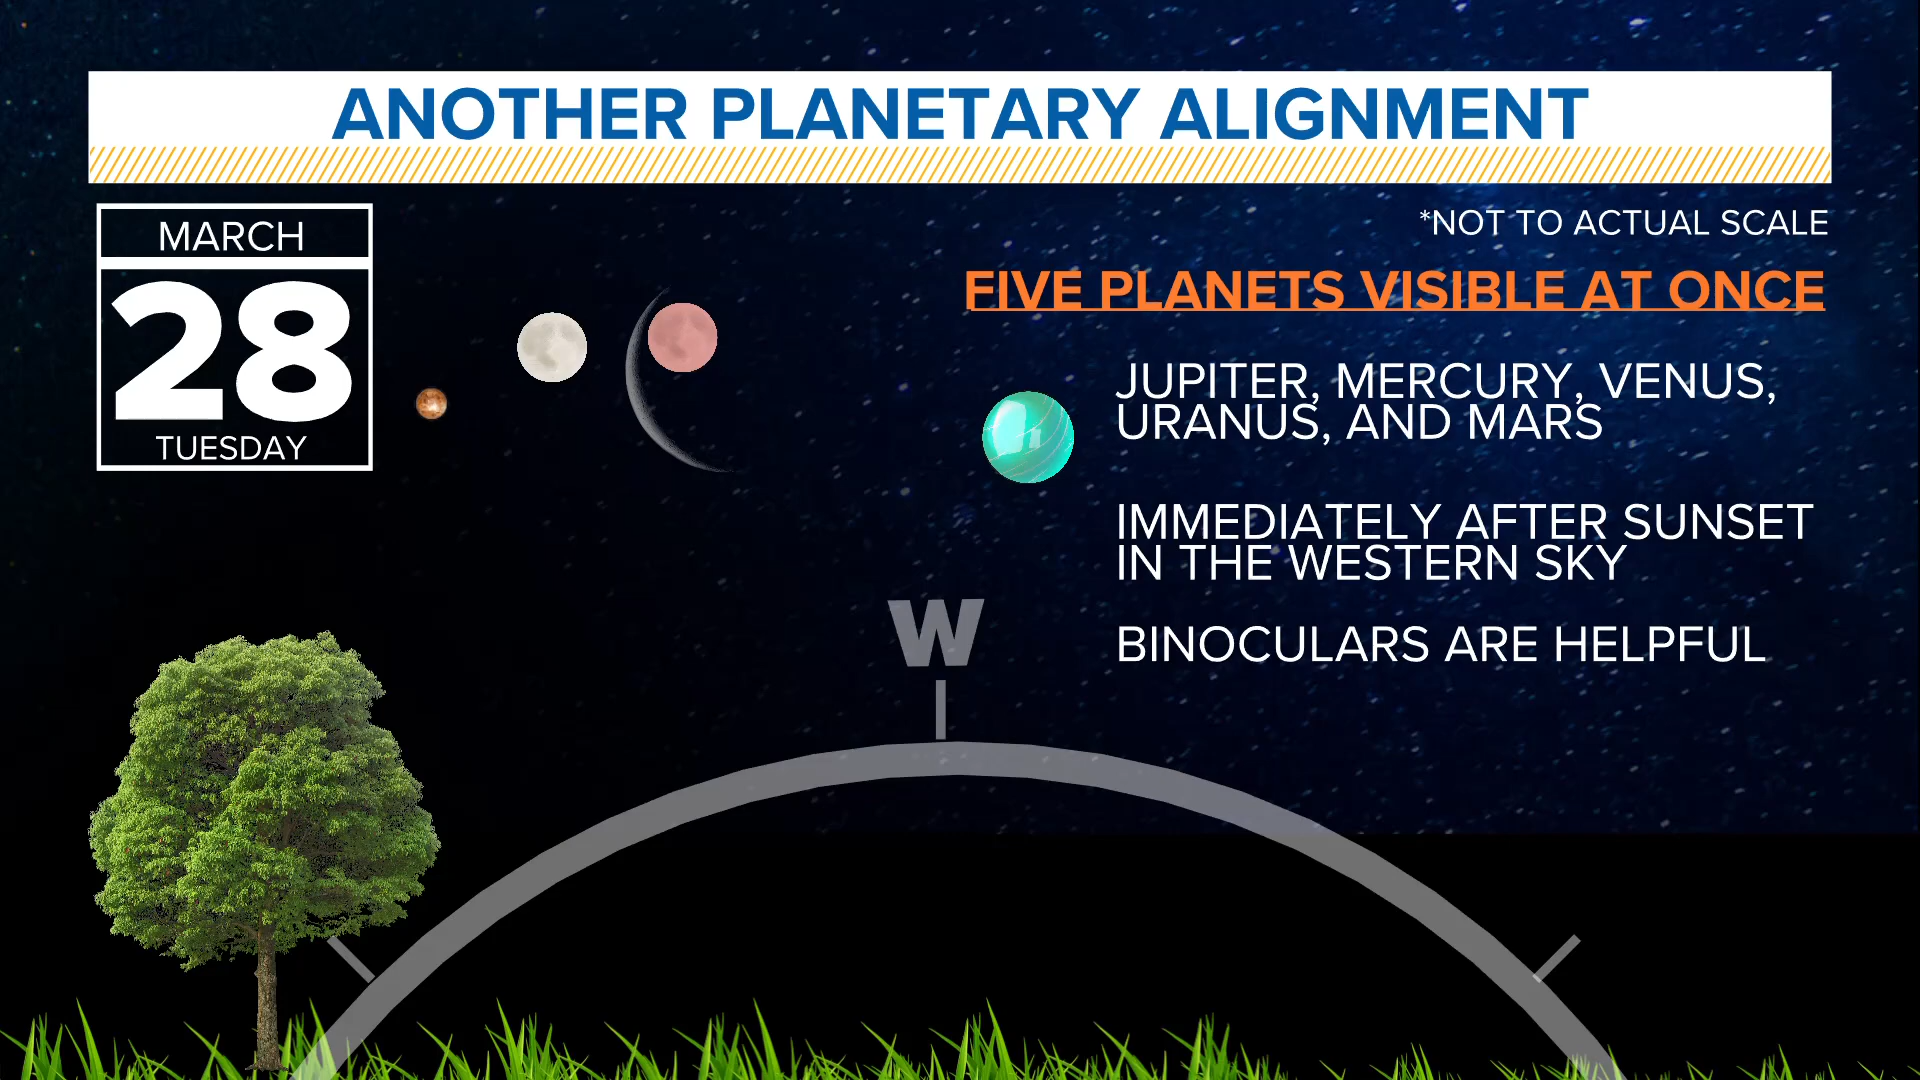 ANOTHER PLANETARY ALIGNMENT
MARCH
28
TUESDAY
*NOT TO ACTUAL SCALE
FIVE PLANETS VISIBLE AT ONCE
JUPITER, MERCURY, VENUS,
URANUS, AND MARS
IMMEDIATELY AFTER SUNSET
IN THE WESTERN SKY
BINOCULARS ARE HELPFUL
W